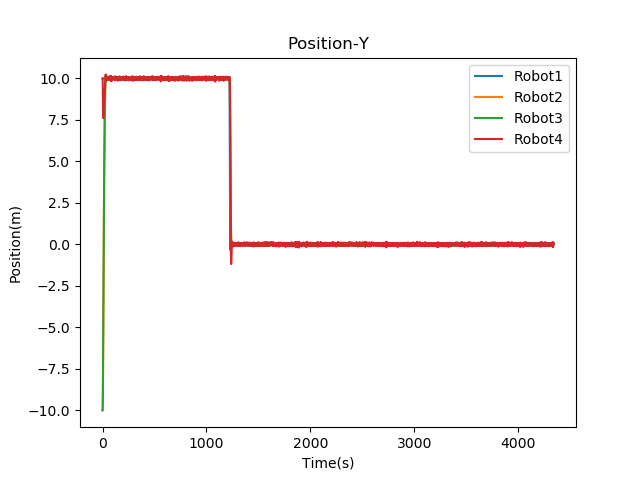 Position-Y
Robot1
Robot2
Robot3
Robot4
10.0
7.5
5.0
2.5
0.0
−2.5
−5.0
−7.5
−10.0
Position(m)
0 1000 2000 3000 4000
Time(s)